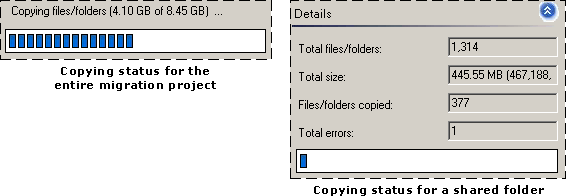 Copying files/folders (4.10 GB of 8.45 GB) ...
Copying status for the
entire migration project
Details
Total files/folders: 1,314
Total size: 445.55 MB (467,188,
Files/folders copied: 377
Total errors: 1
Copying status for a shared folder